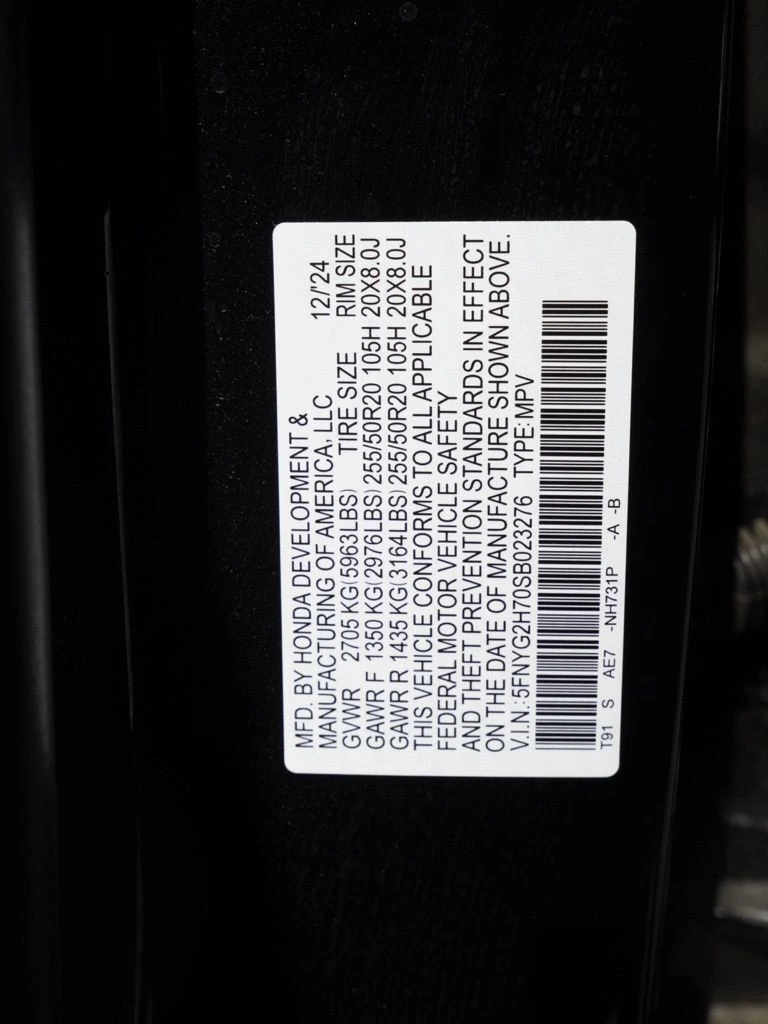 MFD. BY HONDA DEVELOPMENT &
MANUFACTURING OF AMERICA, LLC 12/'24
GVWR 2705 KG(5963LBS) TIRE SIZE RIM SIZE
GAWR F 1350 KG(2976LBS) 255/50R20 105H 20X8.0J
GAWR R 1435 KG(3164LBS) 255/50R20 105H 20X8.0J
THIS VEHICLE CONFORMS TO ALL APPLICABLE
FEDERAL MOTOR VEHICLE SAFETY
AND THEFT PREVENTION STANDARDS IN EFFECT
ON THE DATE OF MANUFACTURE SHOWN ABOVE.
V.I.N.:5FNYG2H70SB023276 TYPE:MPV
T91 S AE7 -NH731P -A -B